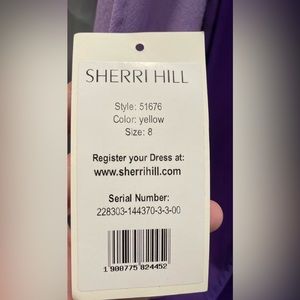 SHERRI HILL
Style: 51676
Color: yellow
Size: 8
Register your Dress at:
www.sherrihill.com
Serial Number:
228303-144370-3-3-00
1 900775 824452